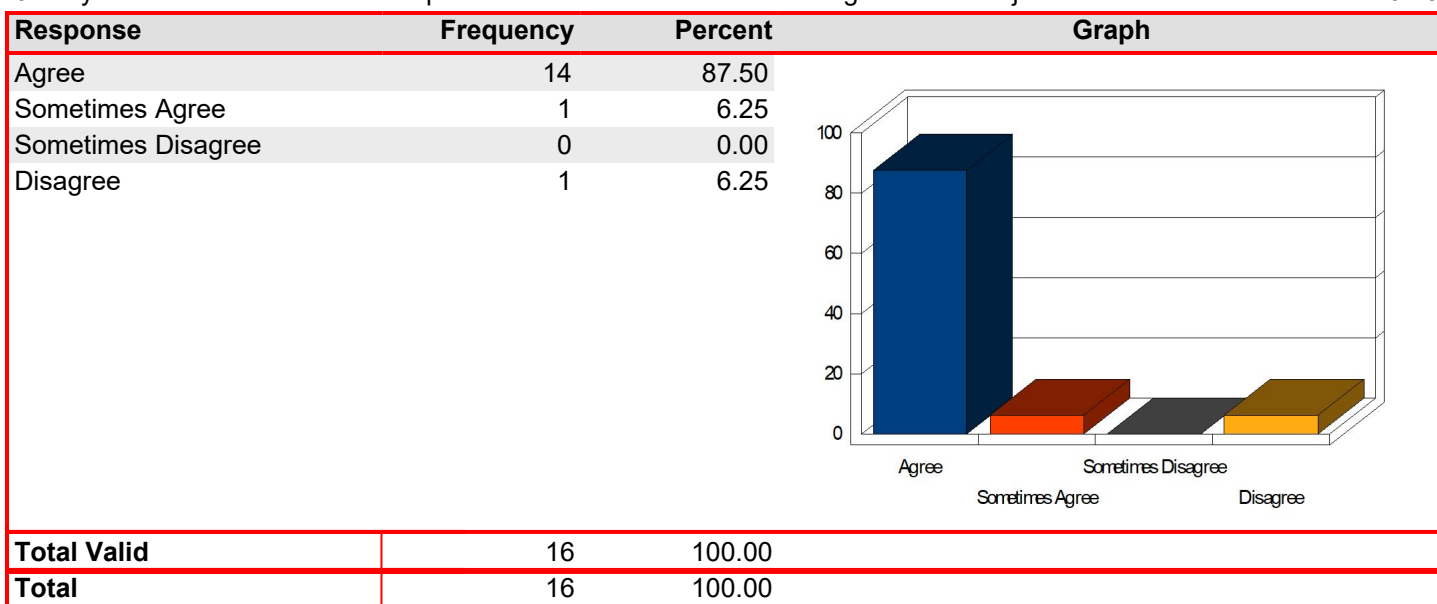 Response Frequency Percent Graph
Agree 14 87.50
Sometimes Agree 1 6.25
Sometimes Disagree 0 0.00
Disagree 1 6.25
100
80
60
40
20
0
Agree Sometimes Disagree
Sometimes Agree Disagree
Total Valid 16 100.00
Total 16 100.00